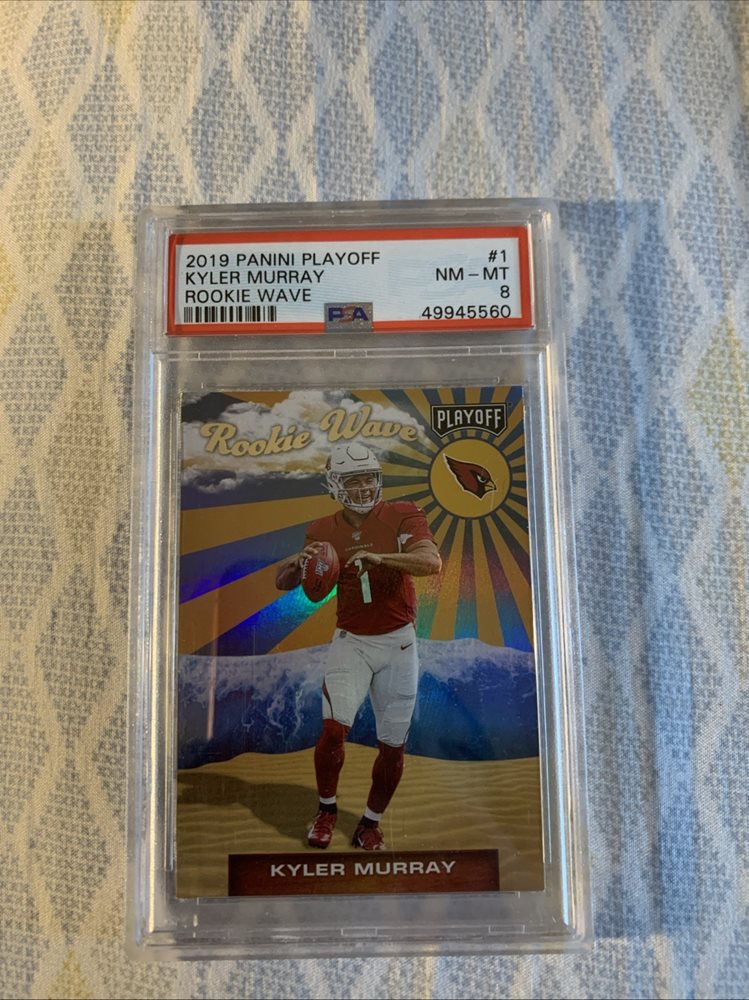 2019 PANINI PLAYOFF #1
KYLER MURRAY NM - MT
ROOKIE WAVE 8
PSA 49945560
Rookie Wave PLAYOFF
CARDINALS
1
KYLER MURRAY